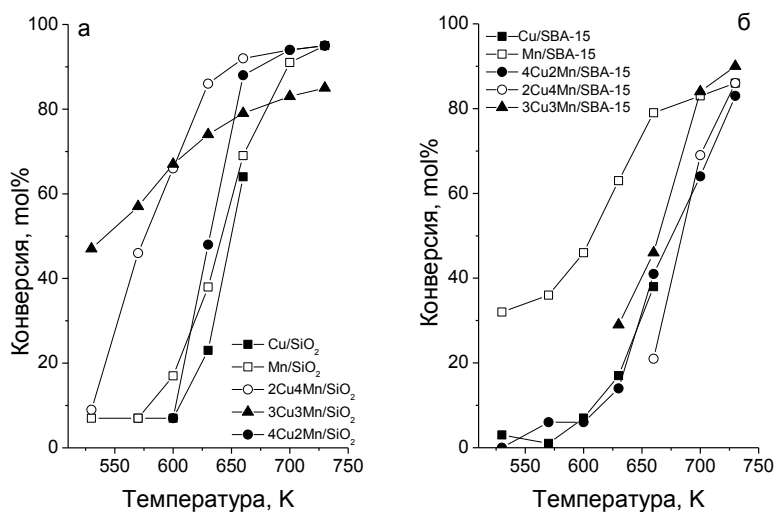 а
100
80
60
40
20
0
Конверсия, mol%
550
600
650
700
750
Температура, K
Cu/SiO₂
Mn/SiO₂
2Cu4Mn/SiO₂
3Cu3Mn/SiO₂
4Cu2Mn/SiO₂
б
100
80
60
40
20
0
Конверсия, mol%
550
600
650
700
750
Температура, K
Cu/SBA-15
Mn/SBA-15
4Cu2Mn/SBA-15
2Cu4Mn/SBA-15
3Cu3Mn/SBA-15